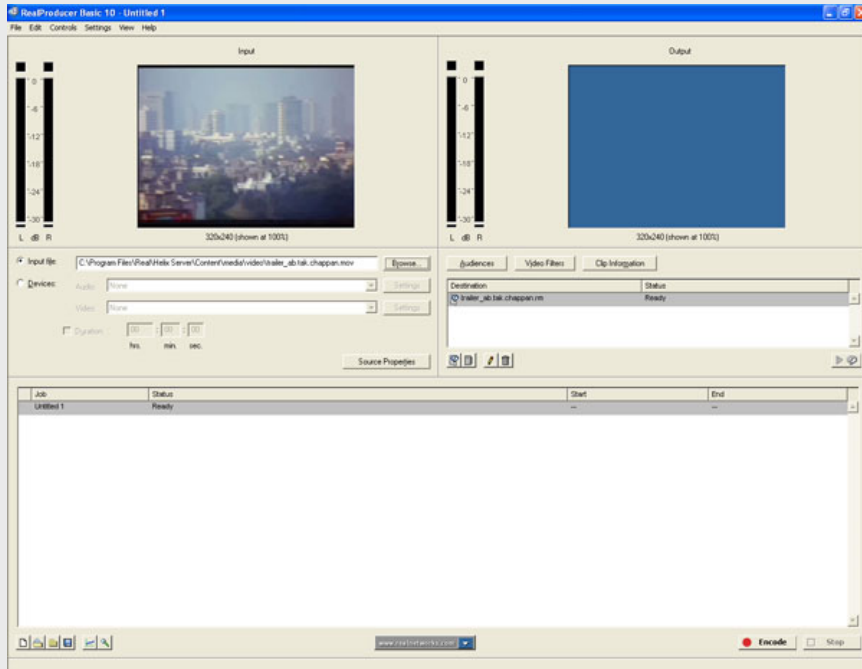 RealProducer Basic 10 - Untitled 1
File Edit Controls Settings View Help
Input
0
-6
-12
-18
-24
-30
L dB R
320x240 (shown at 100%)
Output
0
-6
-12
-18
-24
-30
L dB R
320x240 (shown at 100%)
Input file: C:\Program Files\Real\Helix Server\Content\media\video\trailer_ab.tak.chappan.mov Browse...
Devices: Audio: None Settings
Video: None Settings
Duration: 00 : 00 : 00
hrs. min. sec.
Source Properties
Audiences Video Filters Clip Information
Destination Status
trailer_ab.tak.chappan.rm Ready
Job Status Start End
Untitled 1 Ready -- --
www.realnetworks.com
Encode Stop